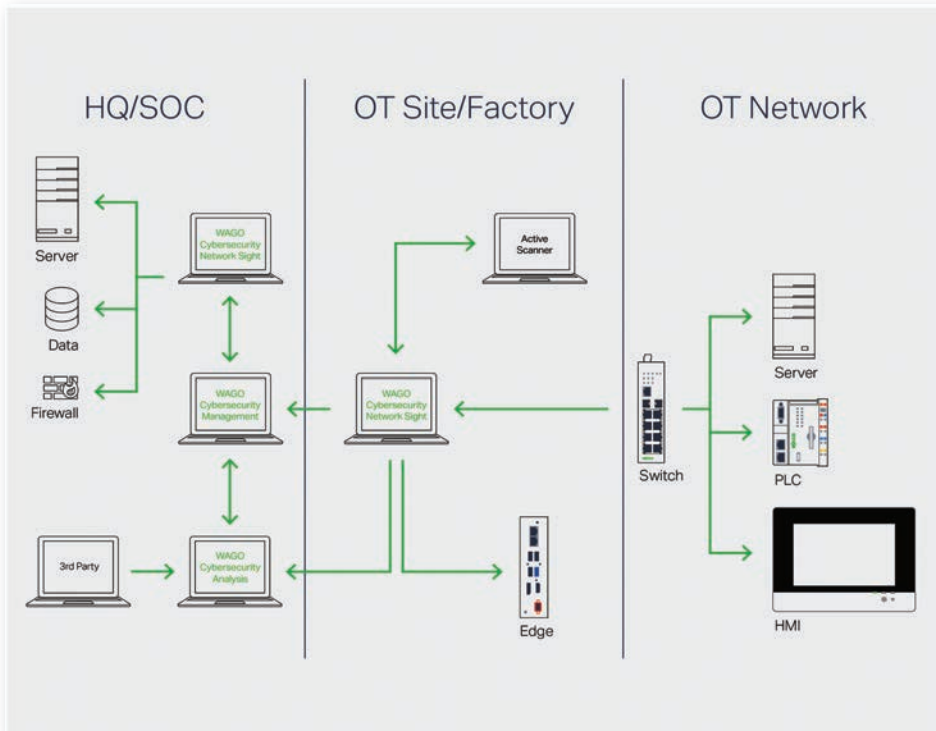 HQ/SOC
OT Site/Factory
OT Network
Server
Data
Firewall
WAGO
Cybersecurity
Network Sight
WAGO
Cybersecurity
Management
3rd Party
WAGO
Cybersecurity
Analysis
Active
Scanner
WAGO
Cybersecurity
Network Sight
Edge
Switch
Server
PLC
HMI